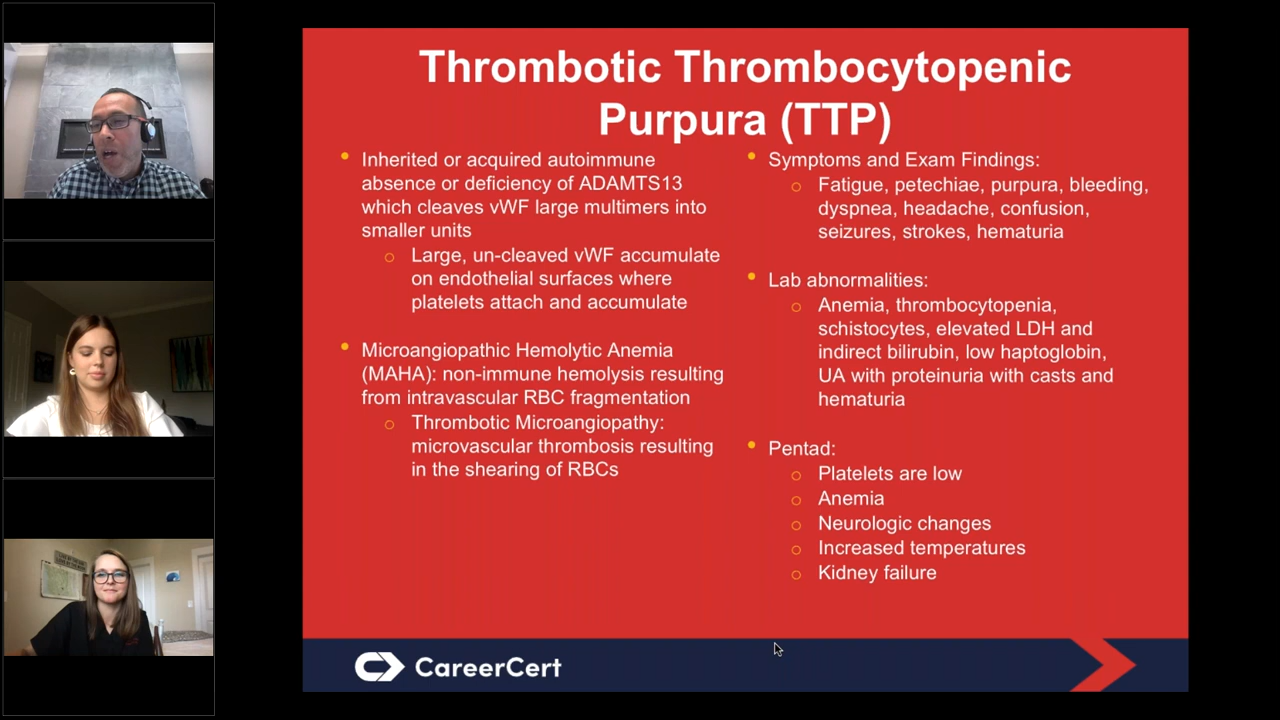 Thrombotic Thrombocytopenic
Purpura (TTP)
Inherited or acquired autoimmune
absence or deficiency of ADAMTS13
which cleaves vWF large multimers into
smaller units
Large, un-cleaved vWF accumulate
on endothelial surfaces where
platelets attach and accumulate
Microangiopathic Hemolytic Anemia
(MAHA): non-immune hemolysis resulting
from intravascular RBC fragmentation
Thrombotic Microangiopathy:
microvascular thrombosis resulting
in the shearing of RBCs
Symptoms and Exam Findings:
Fatigue, petechiae, purpura, bleeding,
dyspnea, headache, confusion,
seizures, strokes, hematuria
Lab abnormalities:
Anemia, thrombocytopenia,
schistocytes, elevated LDH and
indirect bilirubin, low haptoglobin,
UA with proteinuria with casts and
hematuria
Pentad:
Platelets are low
Anemia
Neurologic changes
Increased temperatures
Kidney failure
CareerCert